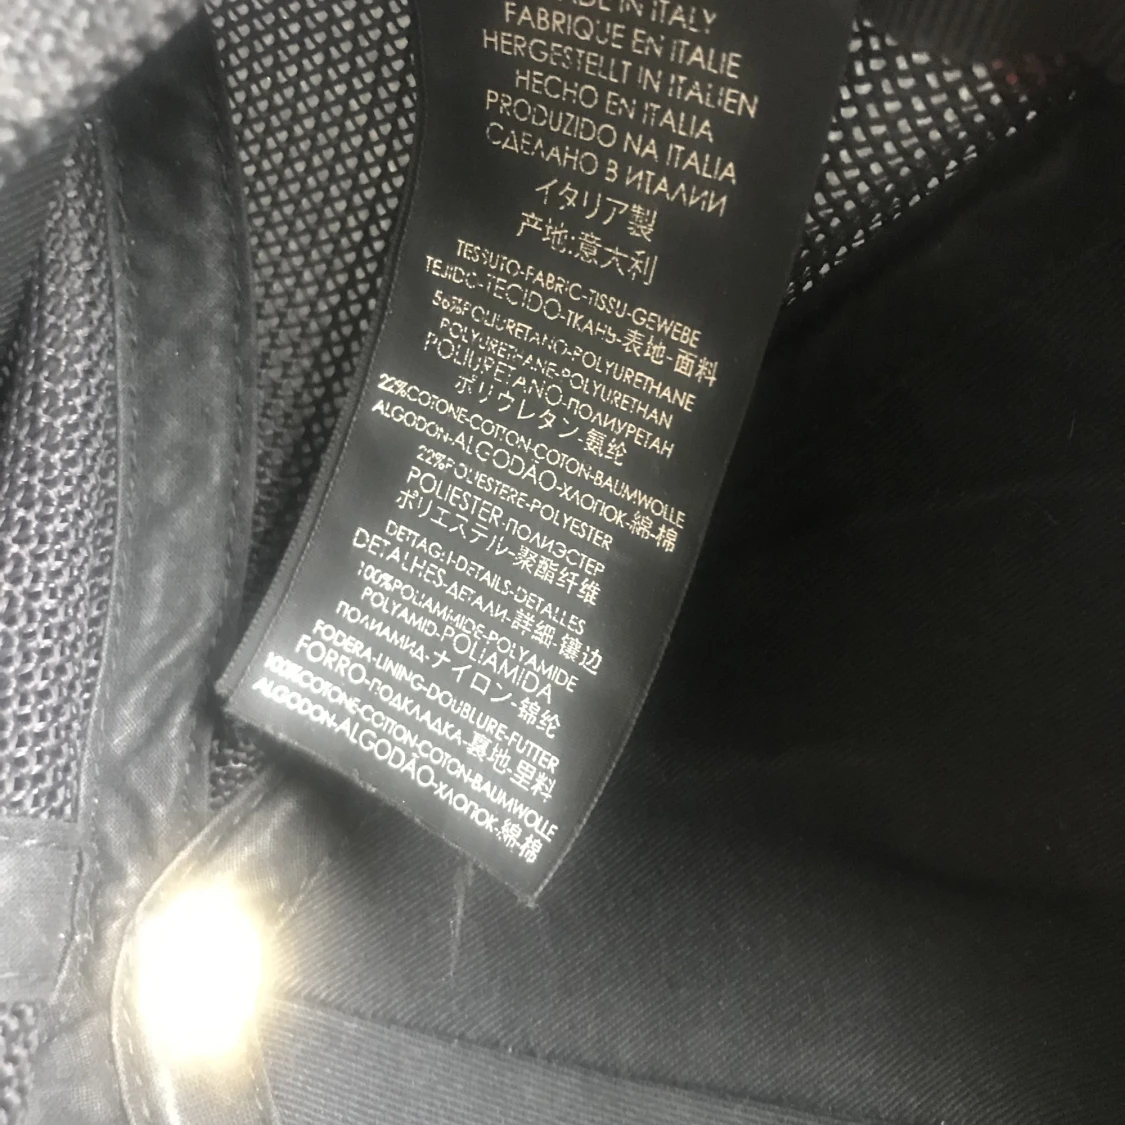 IN ITALY
FABRIQUE EN ITALIE
HERGESTELLT IN ITALIEN
HECHO EN ITALIA
PRODUZIDO NA ITALIA
СДЕЛАНО В ИТАЛИИ
イタリア製
产地:意大利
TESSUTO-FABRIC-TISSU-GEWEBE
TEJIDO-TECIDO-ТКАНЬ-表地-面料
56%POLIURETANO-POLYURETHANE
POLYURETHANE-POLYURETHAN
POLIURETANO-ПОЛИУРЕТАН
ポリウレタン-氨纶
22%COTONE-COTTON-COTON-BAUMWOLLE
ALGODON-ALGODÃO-ХЛОПОК-綿-棉
22%POLIESTERE-POLYESTER
POLIESTER-ПОЛИЭСТЕР
ポリエステル-聚酯纤维
DETTAGLI-DETAILS-DETALLES
DETALHES-ДЕТАЛИ-詳細-镶边
100%POLIAMMIDE-POLYAMIDE
POLYAMID-POLIAMIDA
ПОЛИАМИД-ナイロン-锦纶
FODERA-LINING-DOUBLURE-FUTTER
FORRO-ПОДКЛАДКА-裏地-里料
100%COTONE-COTTON-COTON-BAUMWOLLE
ALGODON-ALGODÃO-ХЛОПОК-綿-棉